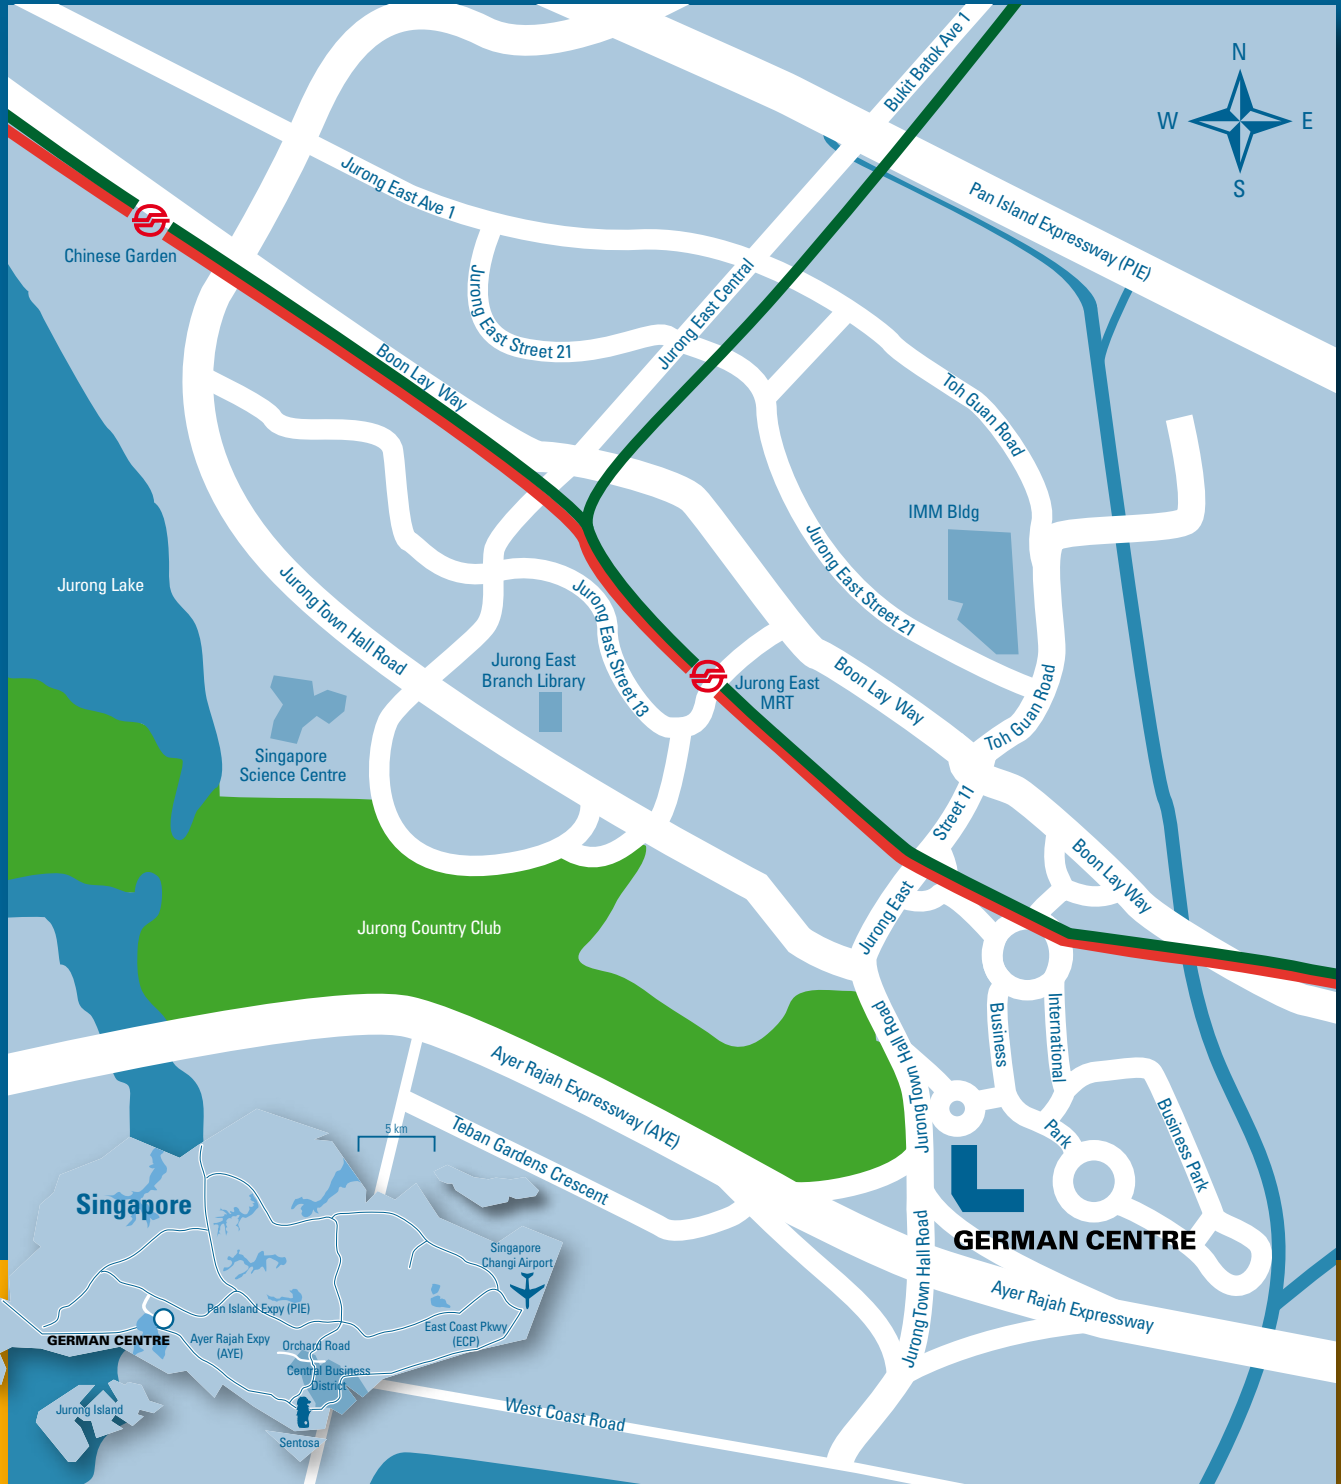 N
W
E
S
Bukit Batok Ave 1
Pan Island Expressway (PIE)
Jurong East Ave 1
Chinese Garden
Jurong East Street 21
Jurong East Central
Boon Lay Way
Toh Guan Road
IMM Bldg
Jurong East Street 21
Jurong Lake
Jurong Town Hall Road
Jurong East Street 13
Jurong East
Branch Library
Jurong East
MRT
Boon Lay Way
Toh Guan Road
Singapore
Science Centre
Jurong East
Street 11
Boon Lay Way
Jurong Country Club
Jurong Town Hall Road
Business
International
Park
Business Park
Ayer Rajah Expressway (AYE)
Teban Gardens Crescent
GERMAN CENTRE
Jurong Town Hall Road
Ayer Rajah Expressway
West Coast Road
5 km
Singapore
Singapore
Changi Airport
Pan Island Expy (PIE)
GERMAN CENTRE
Ayer Rajah Expy
(AYE)
Orchard Road
East Coast Pkwy
(ECP)
Central Business
District
Jurong Island
Sentosa